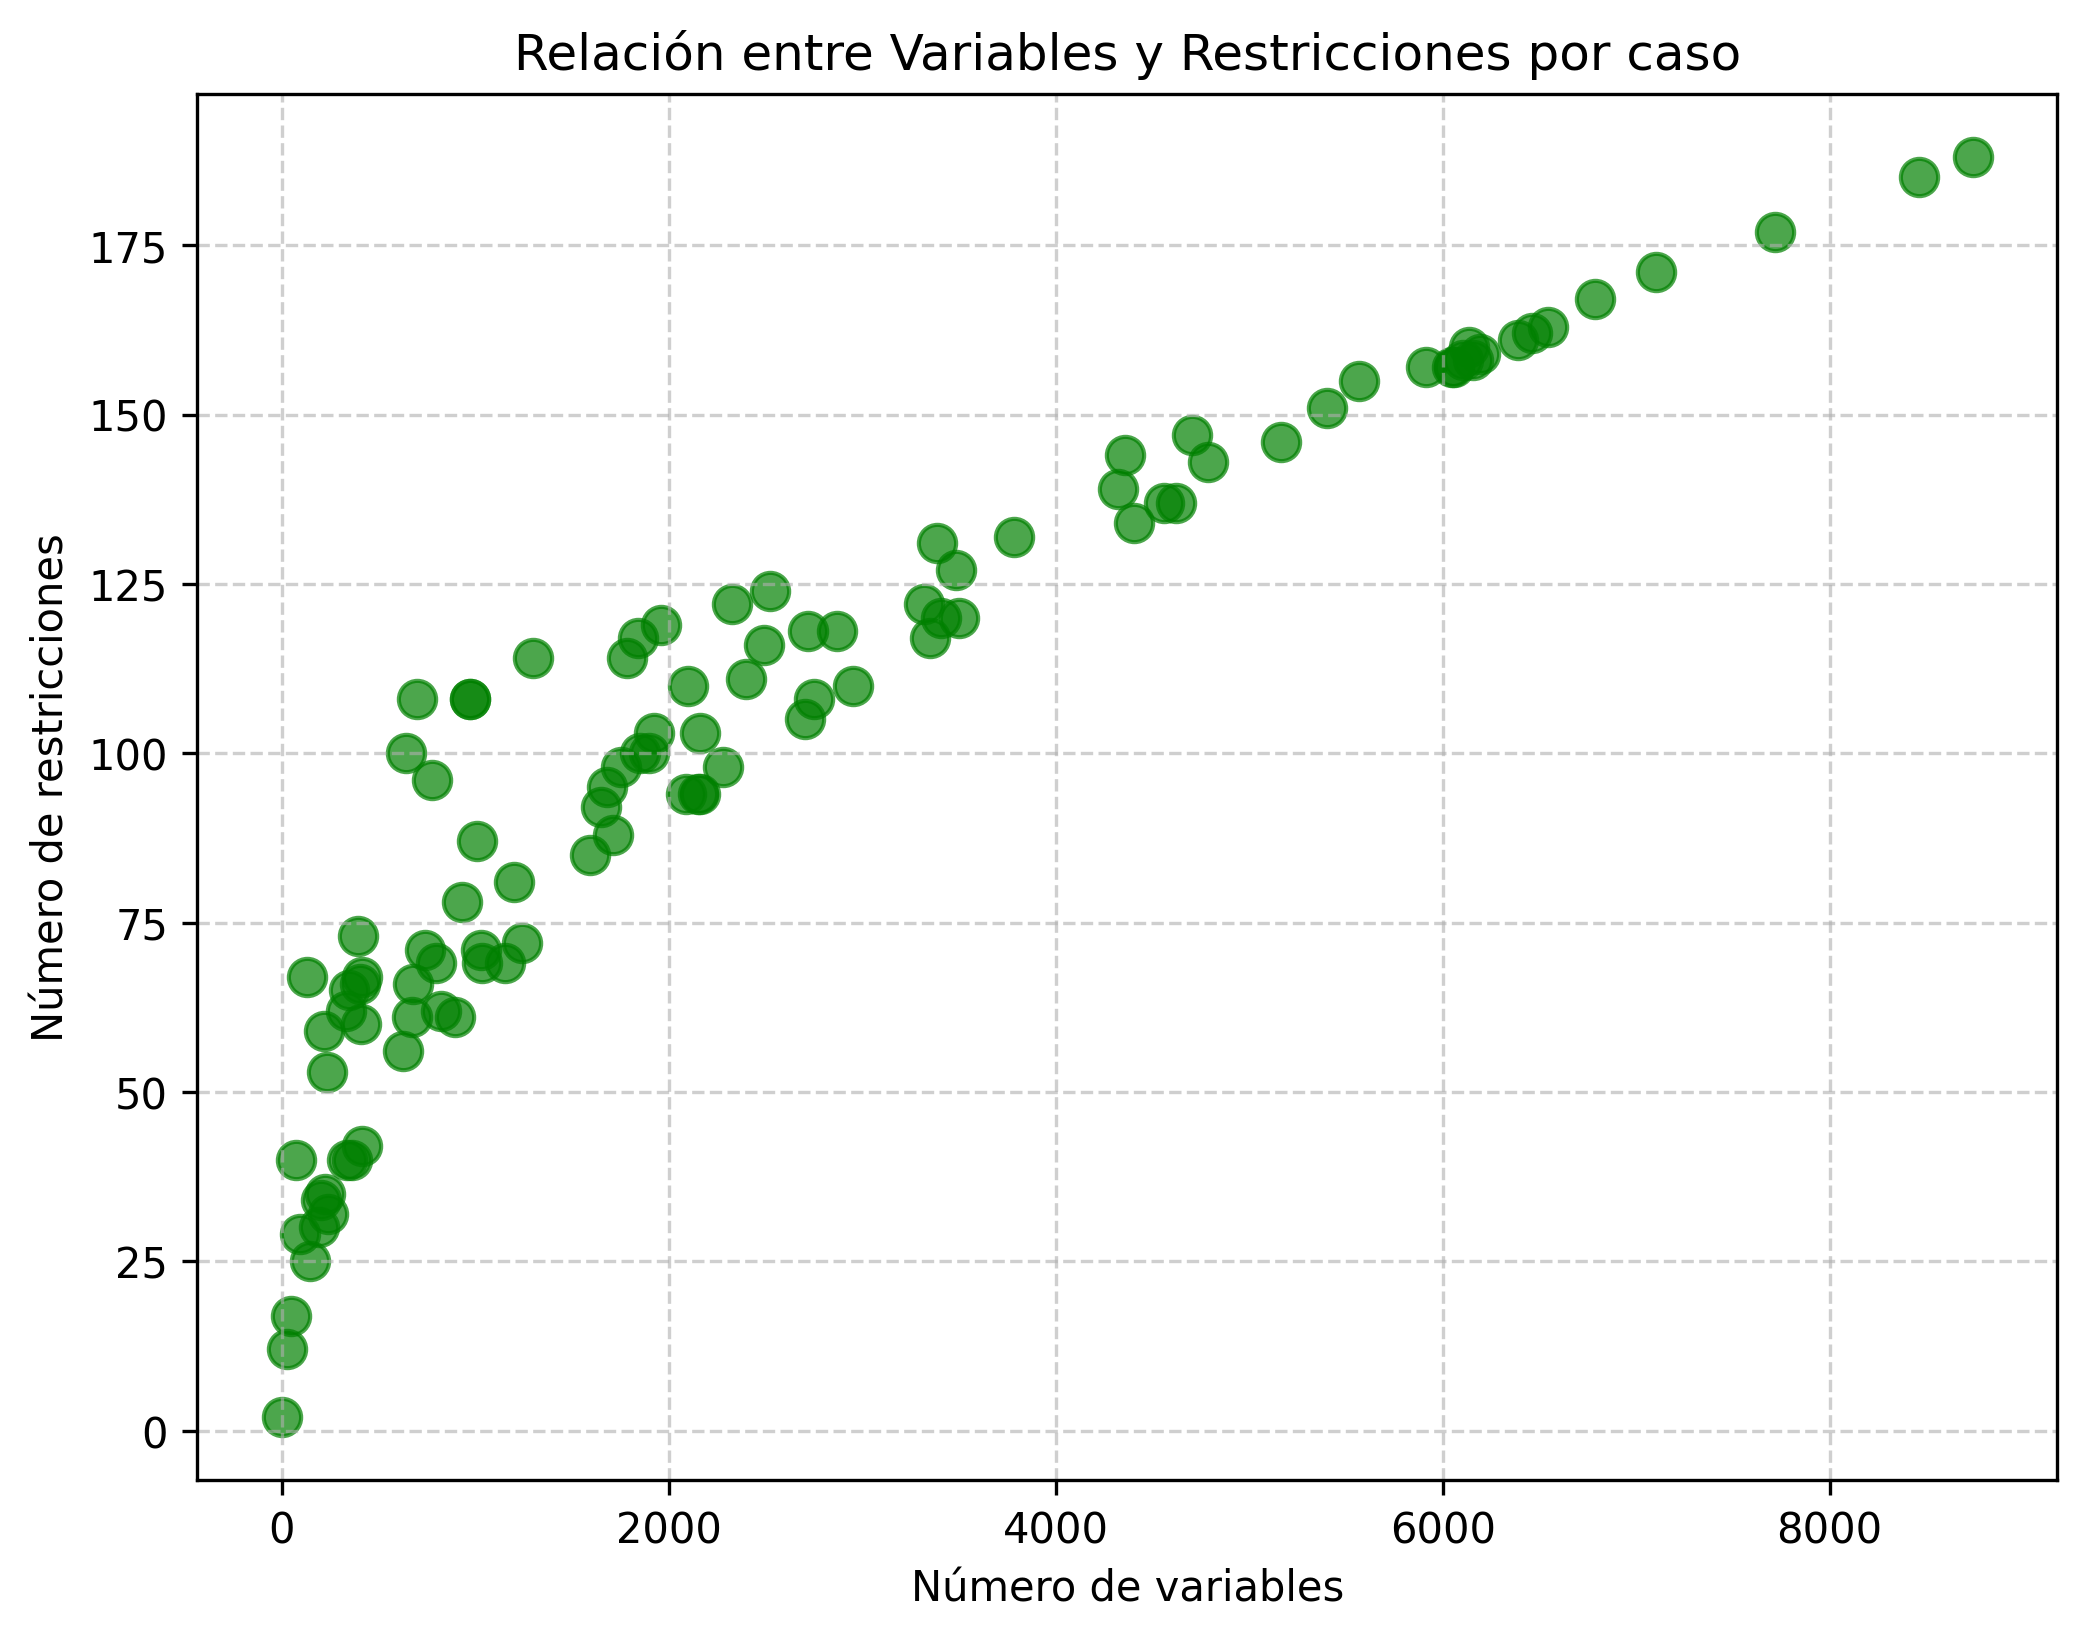 Relación entre Variables y Restricciones por caso
175
150
125
100
75
50
25
0
Número de restricciones
0 2000 4000 6000 8000
Número de variables